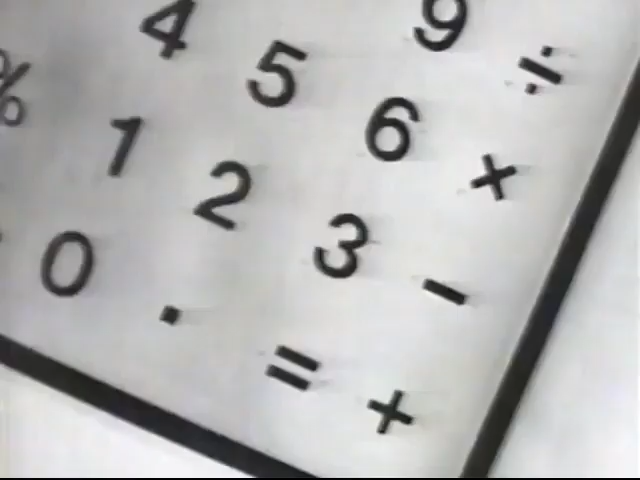 9 ÷
4 5 6 ×
% 1 2 3 -
0 . = +